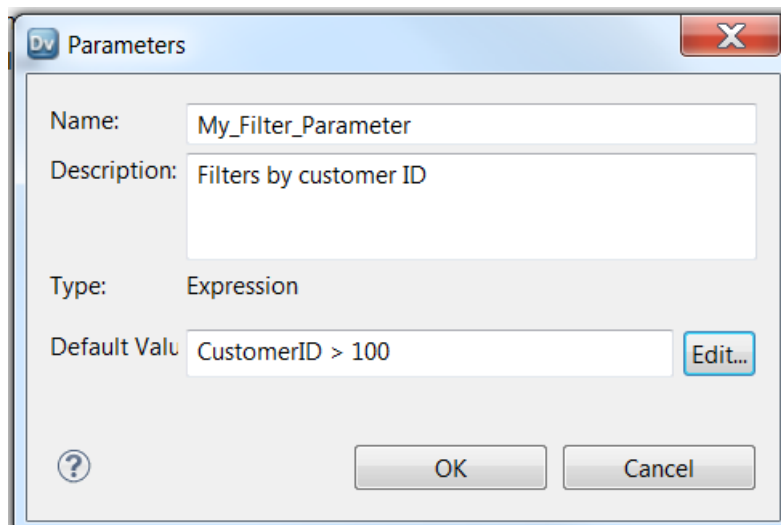 Dv Parameters
Name: My_Filter_Parameter
Description: Filters by customer ID
Type: Expression
Default Valu CustomerID > 100 Edit...
? OK Cancel